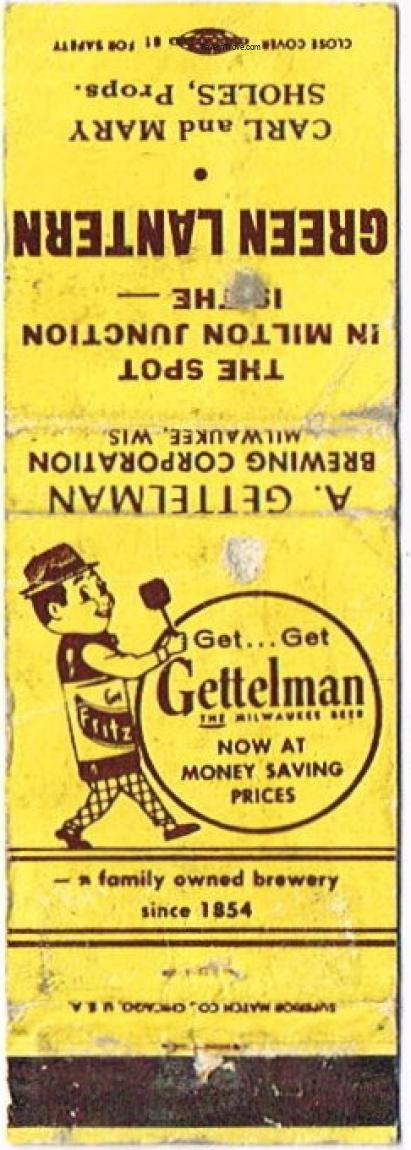 CLOSE COVER FOR SAFETY
CARL and MARY
SHOLES, Props.
GREEN LANTERN
THE SPOT
IN MILTON JUNCTION
IS THE —
A. GETTELMAN
BREWING CORPORATION
MILWAUKEE, WIS.
Get...Get
Gettelman
THE MILWAUKEE BEER
Fritz
NOW AT
MONEY SAVING
PRICES
— a family owned brewery
since 1854
SUPERIOR MATCH CO., CHICAGO, U. S. A.